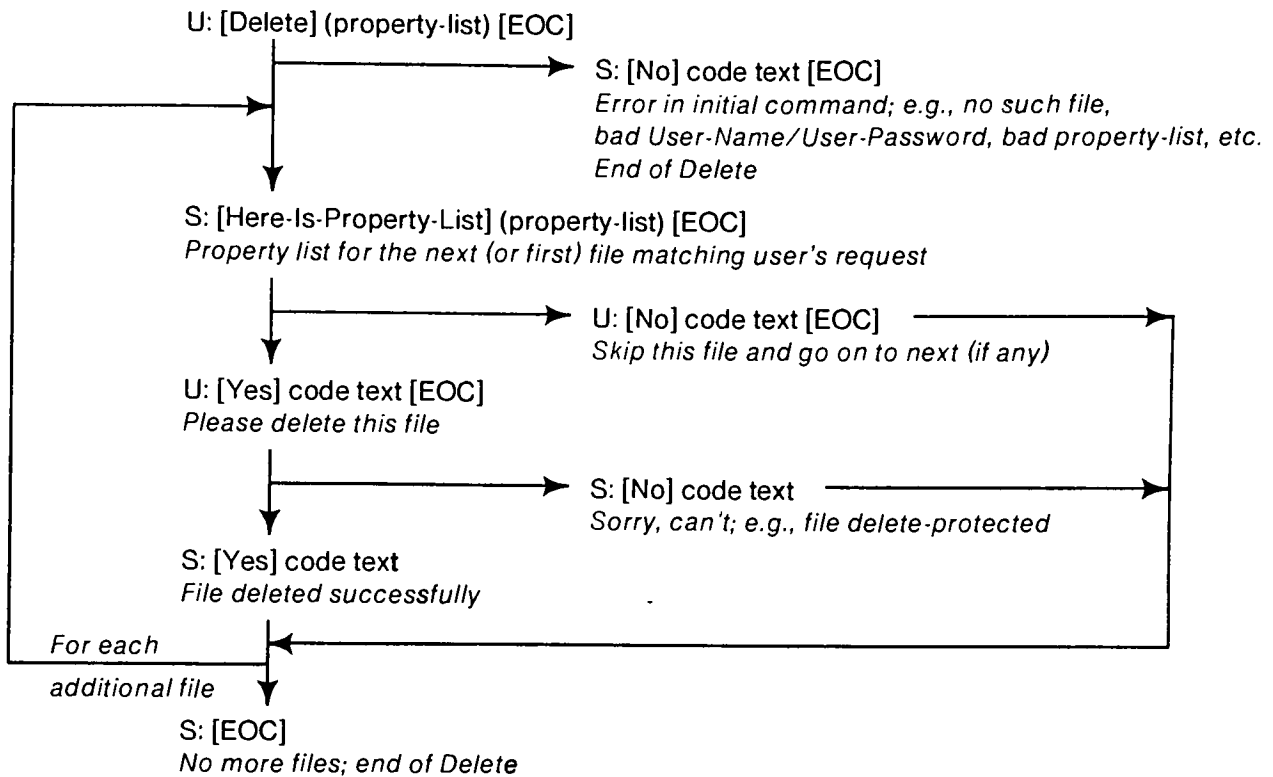 U: [Delete] (property-list) [EOC]
S: [No] code text [EOC]
Error in initial command; e.g., no such file,
bad User-Name/User-Password, bad property-list, etc.
End of Delete
S: [Here-Is-Property-List] (property-list) [EOC]
Property list for the next (or first) file matching user's request
U: [No] code text [EOC]
Skip this file and go on to next (if any)
U: [Yes] code text [EOC]
Please delete this file
S: [No] code text
Sorry, can't; e.g., file delete-protected
S: [Yes] code text
File deleted successfully
For each
additional file
S: [EOC]
No more files; end of Delete